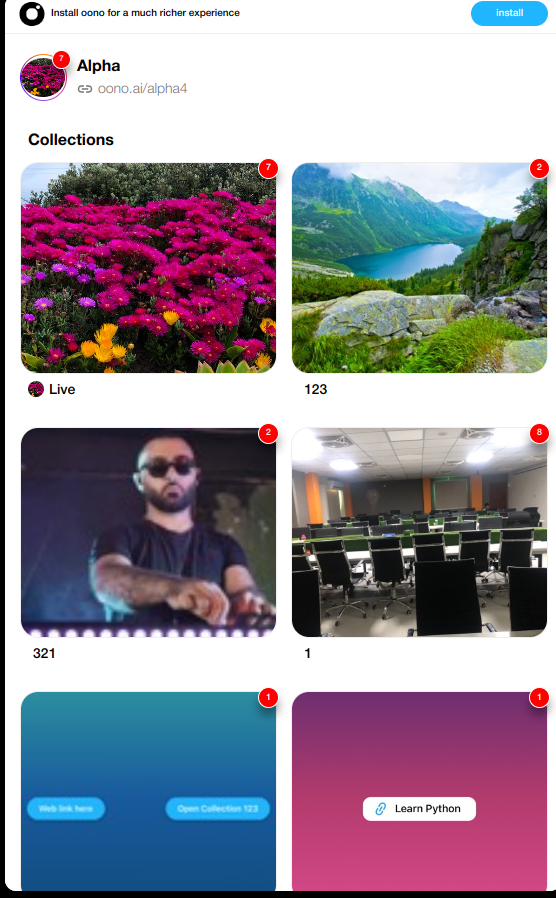 Install oono for a much richer experience
install
7
Alpha
oono.ai/alpha4
Collections
7
2
Live
123
2
8
321
1
1
1
Web link here
Open Collection 123
Learn Python